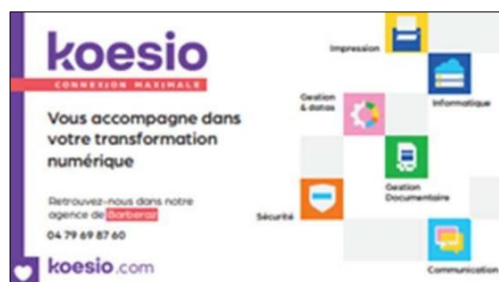 koesio
CONNEXION MAXIMALE
Vous accompagne dans
votre transformation
numérique
Retrouvez-nous dans notre
agence de Barberaz
04 79 69 87 60
koesio.com
Impression
Informatique
Gestion
& datas
Gestion
Documentaire
Sécurité
Communication